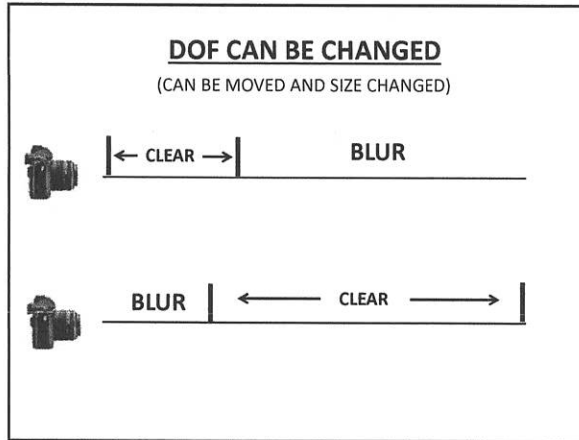 DOF CAN BE CHANGED
(CAN BE MOVED AND SIZE CHANGED)
CLEAR BLUR
BLUR CLEAR